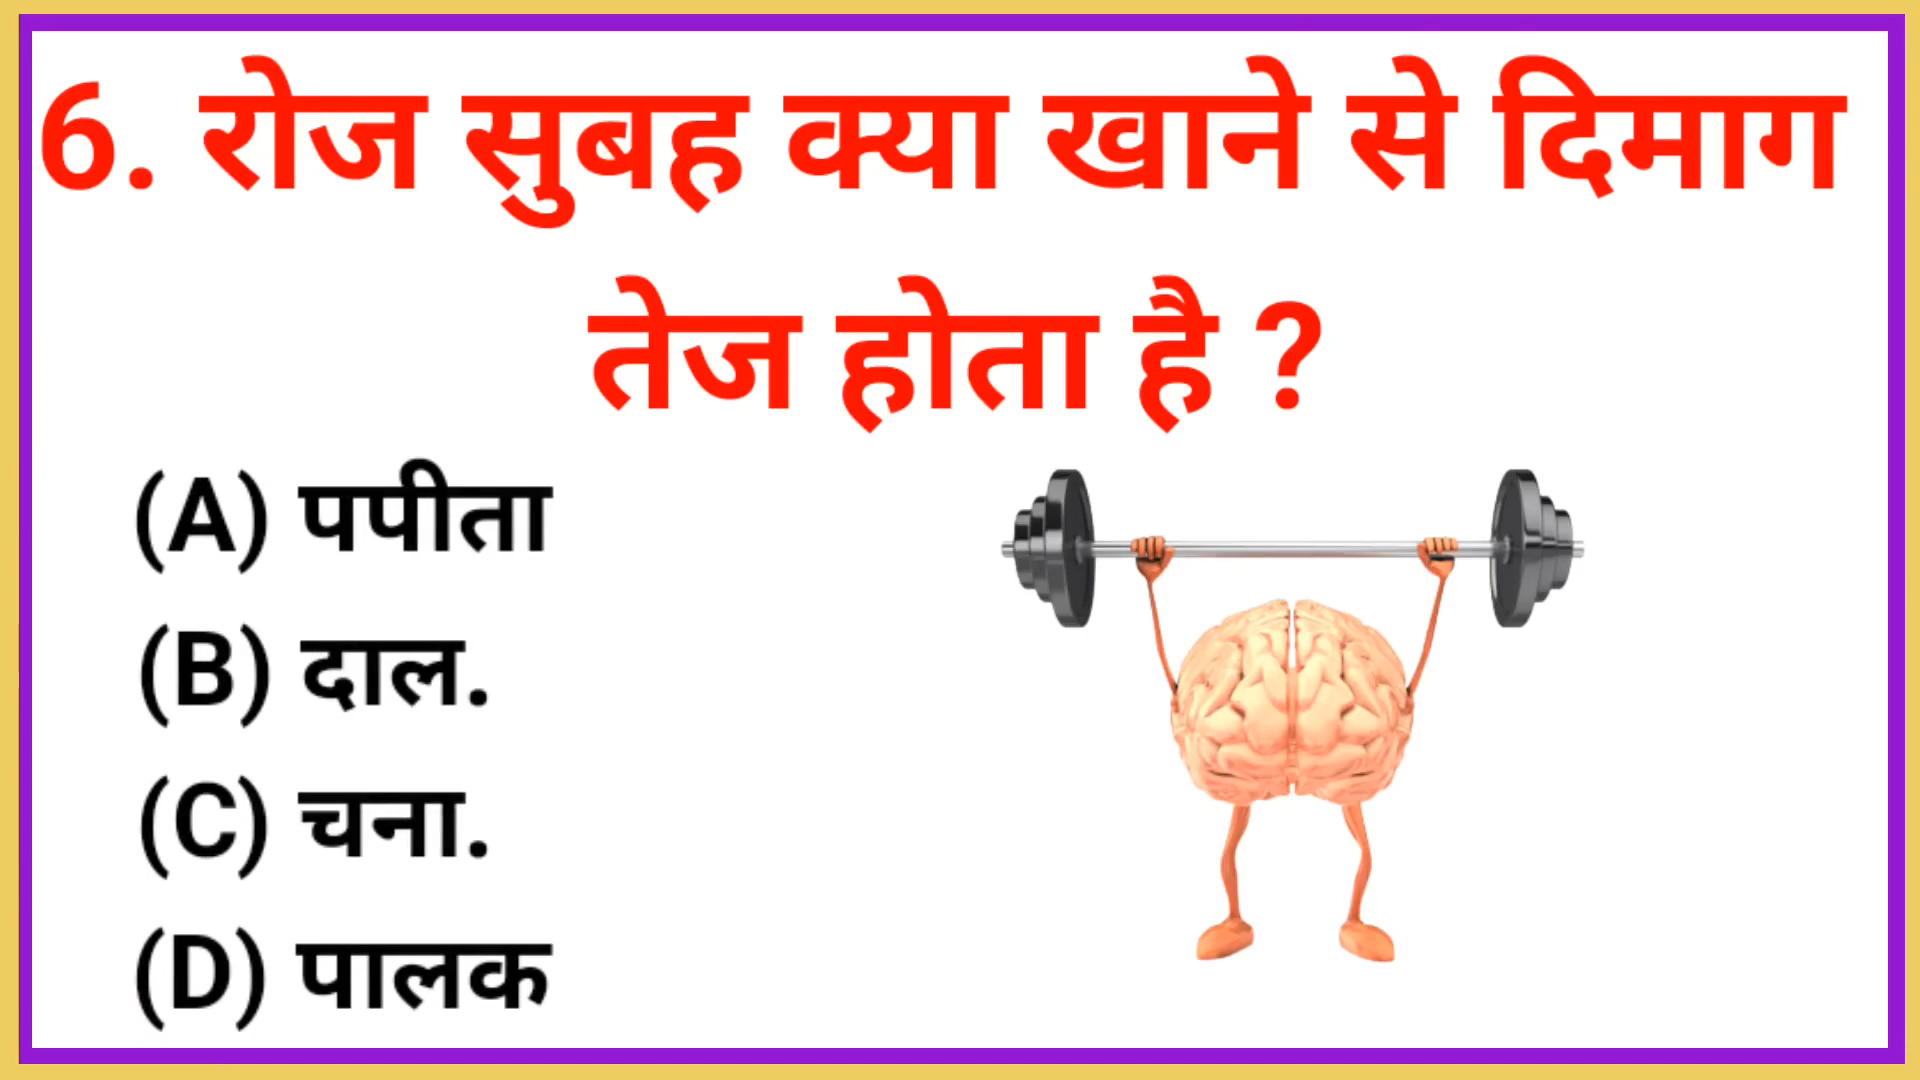 6. रोज सुबह क्या खाने से दिमाग
तेज होता है ?
(A) पपीता
(B) दाल.
(C) चना.
(D) पालक